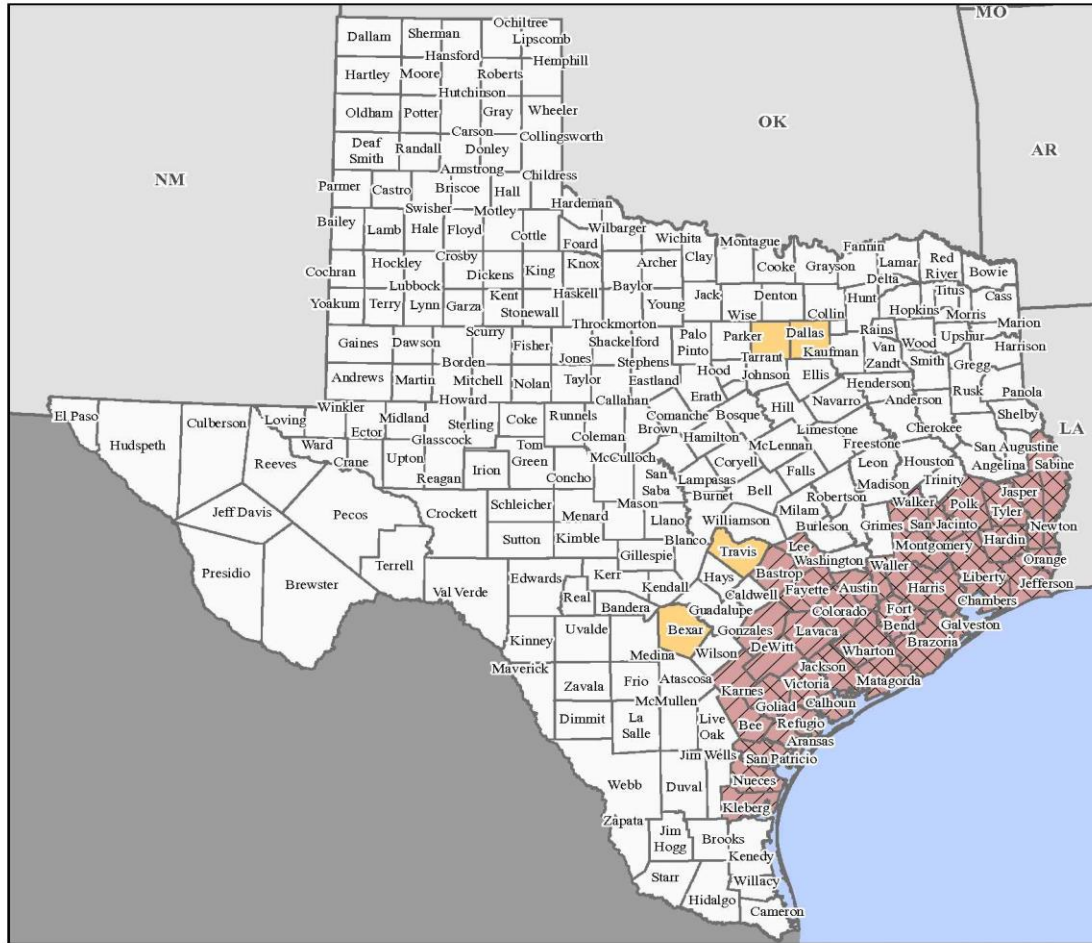 MO
Ochiltree
Dallam Sherman Lipscomb
Hansford Hemphill
Hartley Moore Roberts
Hutchinson
Oldham Potter Gray Wheeler
OK
Carson Collingsworth
Deaf
Smith
Randall Donley
AR
Armstrong
NM
Parmer Castro Briscoe Hall Childress
Swisher Motley Hardeman
Bailey Lamb Hale Floyd Cottle Foard Wilbarger Wichita Clay Montague Cooke Grayson Fannin Lamar Red
River
Bowie
Cochran Hockley Crosby Dickens King Knox Archer Delta Titus Cass
Lubbock Kent Haskell Baylor Young Jack Denton Collin Hunt Hopkins Morris Marion
Yoakum Terry Lynn Garza Stonewall Wise
Scurry Throckmorton Palo
Pinto
Parker Dallas Rains Wood Upshur Harrison
Gaines Dawson Fisher Shackelford Tarrant Kaufman Van
Zandt
Smith Gregg
Borden Jones Stephens Hood Johnson Ellis
Andrews Martin Mitchell Nolan Taylor Eastland Erath Henderson Rusk Panola
Howard Callahan Bosque Hill Navarro Anderson
El Paso Culberson Loving Winkler Midland Coke Runnels Comanche Cherokee Shelby
Hudspeth Ector Sterling Coleman Brown Hamilton McLennan Limestone Freestone LA
Ward Glasscock Tom
Green
San Augustine
Reeves Crane Upton Irion McCulloch Coryell Falls Leon Houston Angelina Sabine
Reagan Concho San
Saba
Lampasas Bell Madison Trinity
Jeff Davis Pecos Crockett Schleicher Mason Burnet Robertson Walker Polk Jasper
Menard Llano Williamson Milam Grimes San Jacinto Tyler Newton
Sutton Kimble Blanco Burleson Hardin
Presidio Terrell Gillespie Travis Lee Washington Montgomery Orange
Brewster Val Verde Edwards Kerr Hays Bastrop Waller Liberty Jefferson
Real Kendall Caldwell Fayette Austin Harris Chambers
Bandera Guadalupe Colorado Fort
Bend
Galveston
Kinney Uvalde Bexar Gonzales Lavaca Brazoria
Maverick Medina Wilson DeWitt Wharton
Zavala Frio Atascosa Karnes Jackson Matagorda
McMullen Victoria
Dimmit La
Salle
Live
Oak
Goliad Calhoun
Bee Refugio
Jim Wells Aransas
San Patricio
Webb Duval Nueces
Kleberg
Zapata Jim
Hogg
Brooks
Kenedy
Starr Willacy
Hidalgo
Cameron